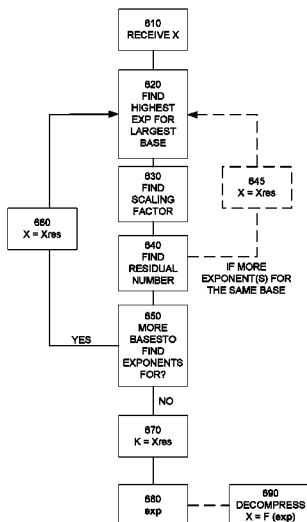 610
RECEIVE X
620
FIND
HIGHEST
EXP FOR
LARGEST
BASE
630
FIND
SCALING
FACTOR
645
X = Xres
660
X = Xres
640
FIND
RESIDUAL
NUMBER
IF MORE
EXPONENT(S) FOR
THE SAME BASE
650
MORE
BASESTO
FIND
EXPONENTS
FOR?
YES
NO
670
K = Xres
680
exp
690
DECOMPRESS
X = F (exp)